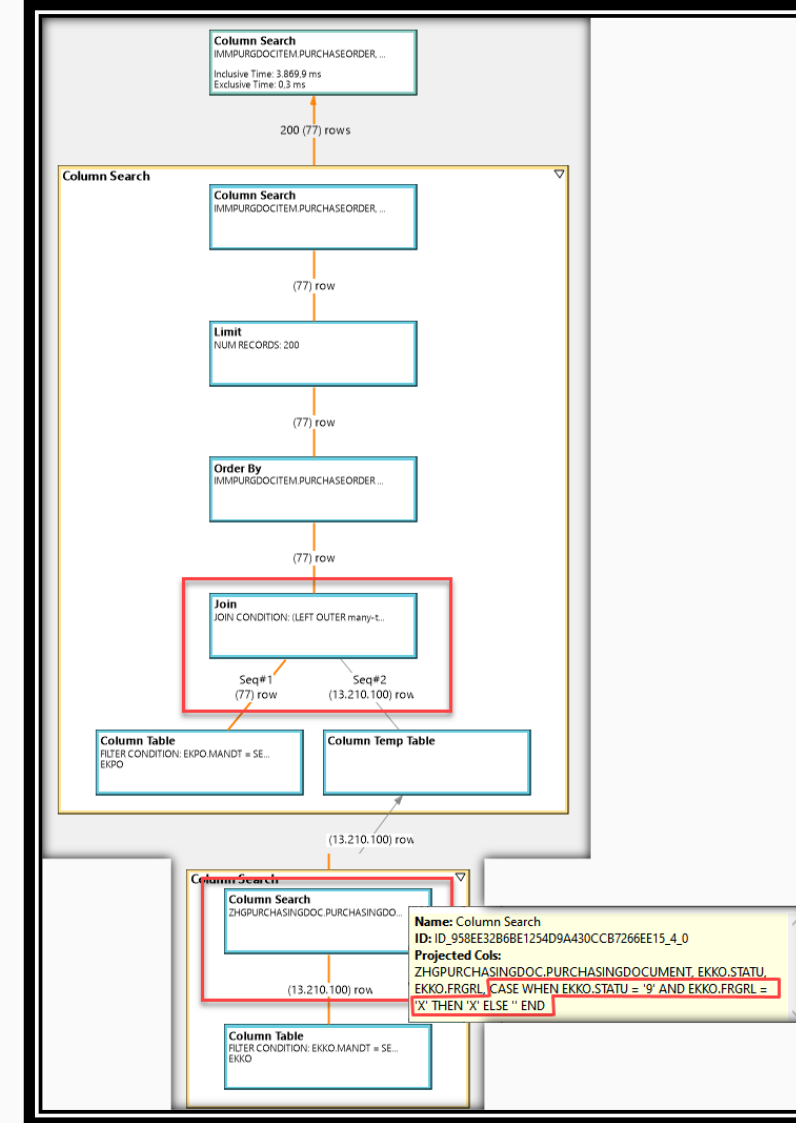 Column Search
IMMPURGDOCITEM.PURCHASEORDER, ...
Inclusive Time: 3.869,9 ms
Exclusive Time: 0,3 ms
200 (77) rows
Column Search
Column Search
IMMPURGDOCITEM.PURCHASEORDER, ...
(77) row
Limit
NUM RECORDS: 200
(77) row
Order By
IMMPURGDOCITEM.PURCHASEORDER ...
(77) row
Join
JOIN CONDITION: (LEFT OUTER many-t...
Seq#1
(77) row
Seq#2
(13.210.100) row
Column Table
FILTER CONDITION: EKPO.MANDT = SE...
EKPO
Column Temp Table
(13.210.100) row
Column Search
Column Search
ZHGPURCHASINGDOC.PURCHASINGDO...
(13.210.100) row
Column Table
FILTER CONDITION: EKKO.MANDT = SE...
EKKO
Name: Column Search
ID: ID_958EE32B6BE1254D9A430CCB7266EE15_4_0
Projected Cols:
ZHGPURCHASINGDOC.PURCHASINGDOCUMENT, EKKO.STATU,
EKKO.FRGRL, CASE WHEN EKKO.STATU = '9' AND EKKO.FRGRL =
'X' THEN 'X' ELSE '' END